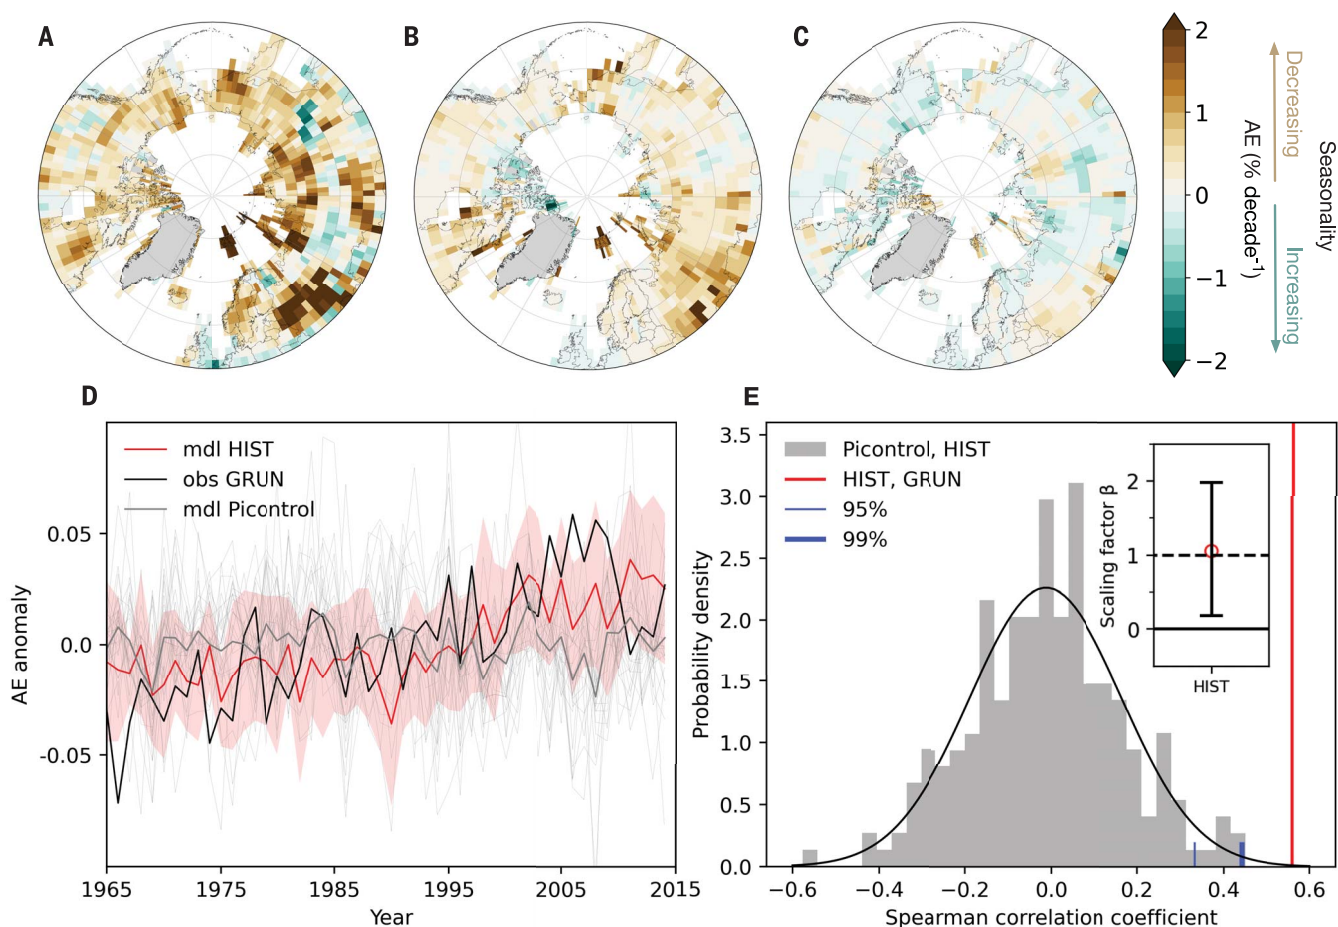 A
B
C
2
1
0
−1
−2
AE (% decade-1)
Decreasing
Increasing
Seasonality
D
mdl HIST
obs GRUN
mdl Picontrol
0.05
0.0
-0.05
AE anomaly
1965
1975
1985
1995
2005
2015
Year
E
Picontrol, HIST
HIST, GRUN
95%
99%
3.5
3.0
2.5
2.0
1.5
1.0
0.5
0.0
Probability density
−0.6
−0.4
−0.2
0.0
0.2
0.4
0.6
Spearman correlation coefficient
Scaling factor β
2
1
0
HIST